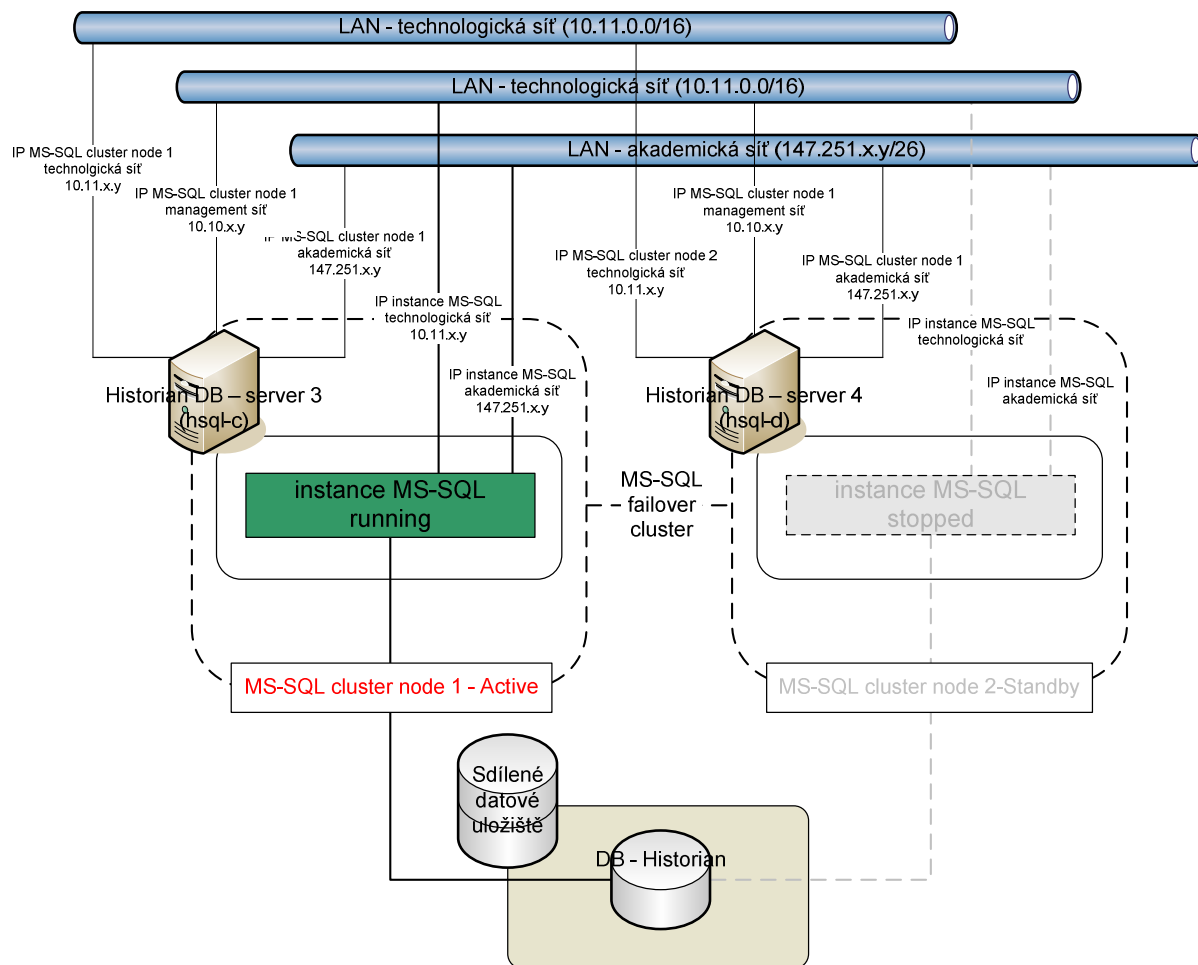 LAN - technologická síť (10.11.0.0/16)
LAN - technologická síť (10.11.0.0/16)
LAN - akademická síť (147.251.x.y/26)
IP MS-SQL cluster node 1
technolgická síť
10.11.x.y
IP MS-SQL cluster node 1
management síť
10.10.x.y
IP MS-SQL cluster node 1
akademická síť
147.251.x.y
IP instance MS-SQL
technologická síť
10.11.x.y
IP instance MS-SQL
akademická síť
147.251.x.y
IP MS-SQL cluster node 2
technolgická síť
10.11.x.y
IP MS-SQL cluster node 1
management síť
10.10.x.y
IP MS-SQL cluster node 1
akademická síť
147.251.x.y
IP instance MS-SQL
technologická síť
IP instance MS-SQL
akademická síť
Historian DB – server 3
(hsql-c)
Historian DB – server 4
(hsql-d)
instance MS-SQL
running
MS-SQL
failover
cluster
instance MS-SQL
stopped
MS-SQL cluster node 1 - Active
MS-SQL cluster node 2-Standby
Sdílené
datové
uložiště
DB - Historian